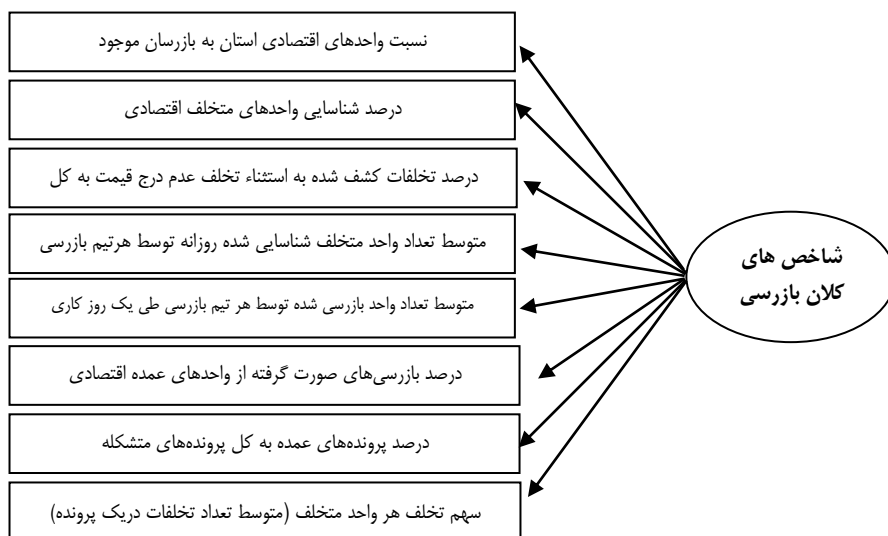 نسبت واحدهای اقتصادی استان به بازرسان موجود
درصد شناسایی واحدهای متخلف اقتصادی
درصد تخلفات کشف شده به استثناء تخلف عدم درج قیمت به کل
متوسط تعداد واحد متخلف شناسایی شده روزانه توسط هرتیم بازرسی
متوسط تعداد واحد بازرسی شده توسط هر تیم بازرسی طی یک روز کاری
درصد بازرسی‌های صورت گرفته از واحدهای عمده اقتصادی
درصد پرونده‌های عمده به کل پرونده‌های متشکله
سهم تخلف هر واحد متخلف (متوسط تعداد تخلفات دریک پرونده)
شاخص های
کلان بازرسی